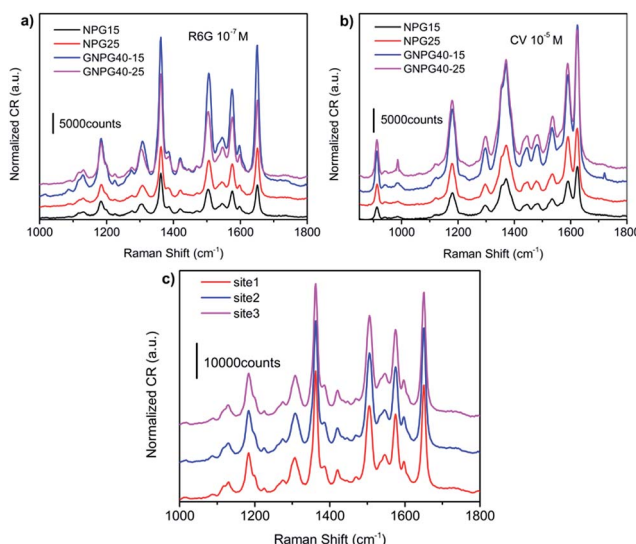 a)
R6G 10⁻⁷ M
NPG15
NPG25
GNPG40-15
GNPG40-25
5000counts
Normalized CR (a.u.)
1000 1200 1400 1600 1800
Raman Shift (cm⁻¹)
b)
CV 10⁻⁵ M
NPG15
NPG25
GNPG40-15
GNPG40-25
5000counts
Normalized CR (a.u.)
1000 1200 1400 1600 1800
Raman Shift (cm⁻¹)
c)
site1
site2
site3
10000counts
Normalized CR (a.u.)
1000 1200 1400 1600 1800
Raman Shift (cm⁻¹)